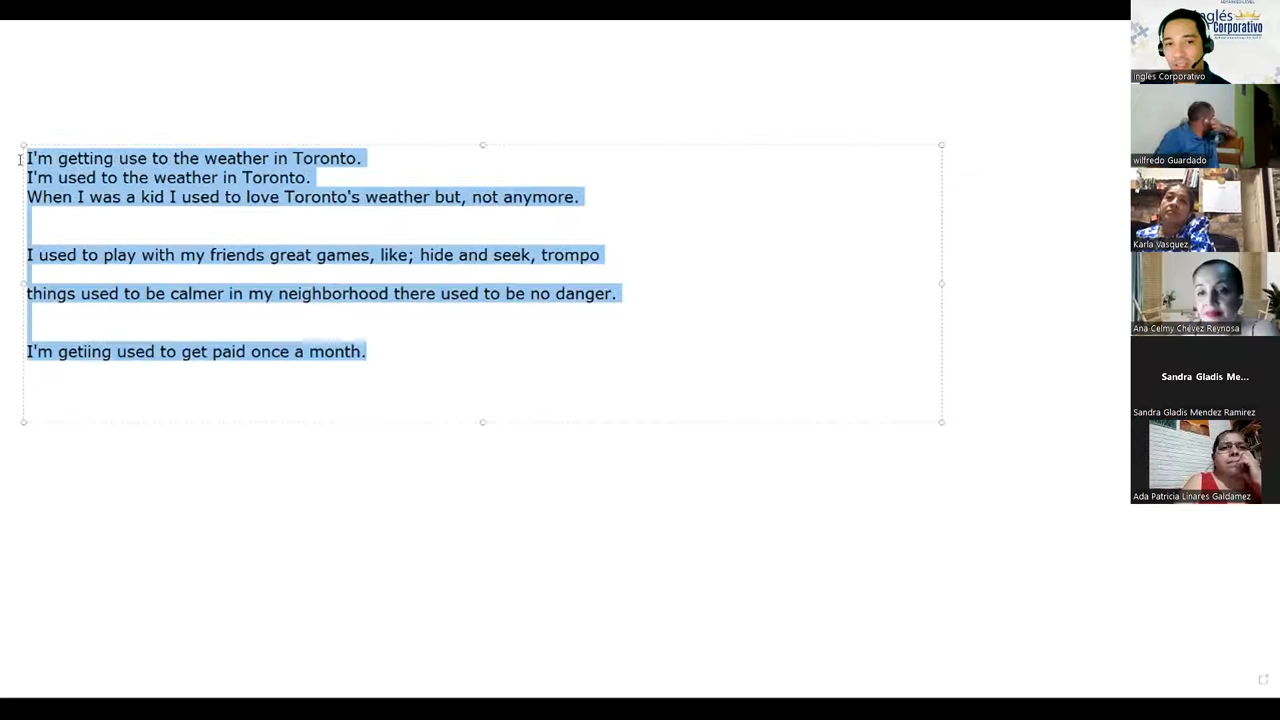 I'm getting use to the weather in Toronto.
I'm used to the weather in Toronto.
When I was a kid I used to love Toronto's weather but, not anymore.
I used to play with my friends great games, like; hide and seek, trompo
things used to be calmer in my neighborhood there used to be no danger.
I'm getiing used to get paid once a month.
Inglés
Corporativo
Ingles Corporativo
wilfredo Guardado
Karla Vasquez
Ana Celmy Chévez Reynosa
Sandra Gladis Me...
Sandra Gladis Mendez Ramirez
Ada Patricia Linares Galdamez